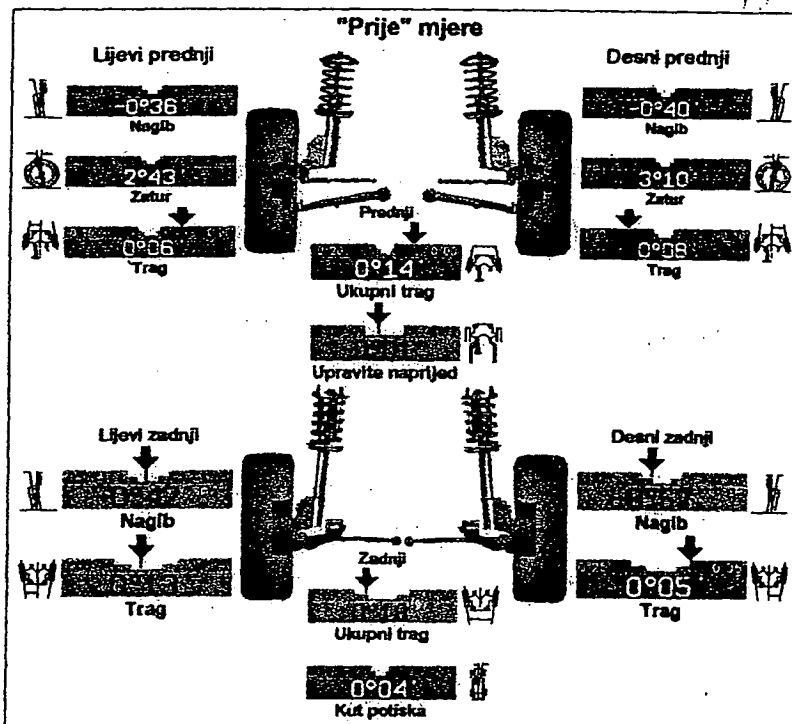 "Prije" mjere
Lijevi prednji
Desni prednji
-0°36
Nagib
-0°40
Nagib
2°43
Zatur
3°10
Zatur
0°06
Trag
0°08
Trag
Prednji
0°14
Ukupni trag
Upravite naprijed
Lijevi zadnji
Desni zadnji
Nagib
Nagib
Trag
0°05
Trag
Zadnji
Ukupni trag
0°04
Kut potiska